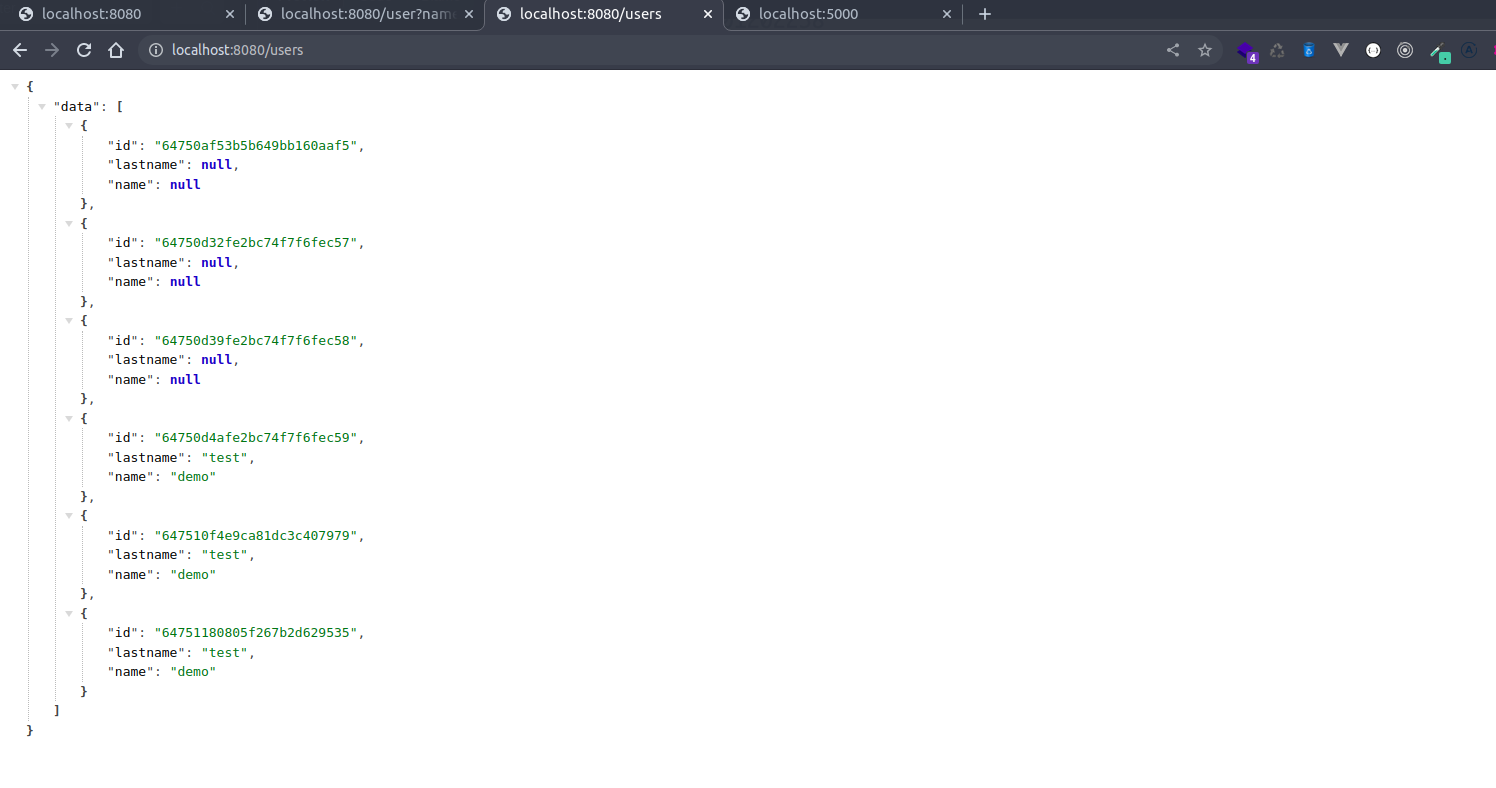 localhost:8080
localhost:8080/user?name
localhost:8080/users
localhost:5000
localhost:8080/users
4
A
{
"data": [
{
"id": "64750af53b5b649bb160aaf5",
"lastname": null,
"name": null
},
{
"id": "64750d32fe2bc74f7f6fec57",
"lastname": null,
"name": null
},
{
"id": "64750d39fe2bc74f7f6fec58",
"lastname": null,
"name": null
},
{
"id": "64750d4afe2bc74f7f6fec59",
"lastname": "test",
"name": "demo"
},
{
"id": "647510f4e9ca81dc3c407979",
"lastname": "test",
"name": "demo"
},
{
"id": "64751180805f267b2d629535",
"lastname": "test",
"name": "demo"
}
]
}